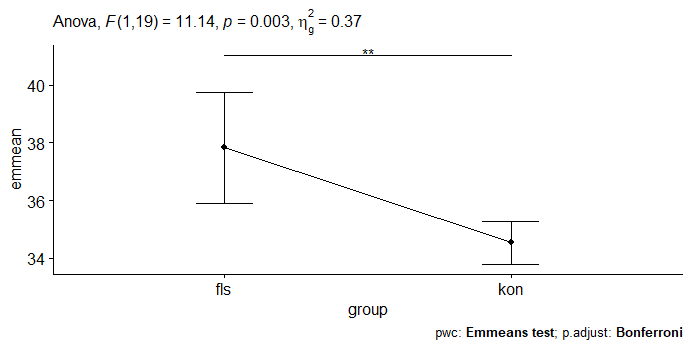 Anova, F(1,19) = 11.14, p = 0.003, η²g = 0.37
**
40
38
36
34
emmean
fls kon
group
pwc: Emmeans test; p.adjust: Bonferroni